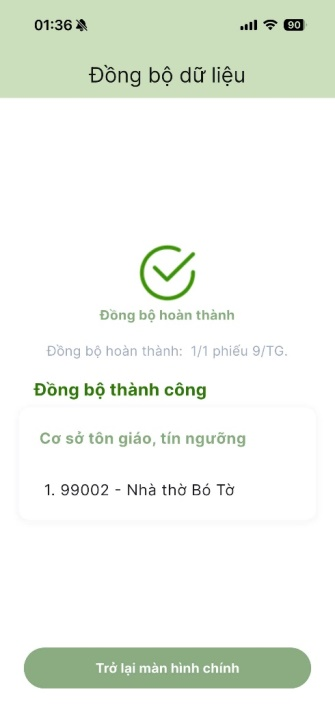 01:36
90
Đồng bộ dữ liệu
Đồng bộ hoàn thành
Đồng bộ hoàn thành: 1/1 phiếu 9/TG.
Đồng bộ thành công
Cơ sở tôn giáo, tín ngưỡng
1. 99002 - Nhà thờ Bó Tờ
Trở lại màn hình chính